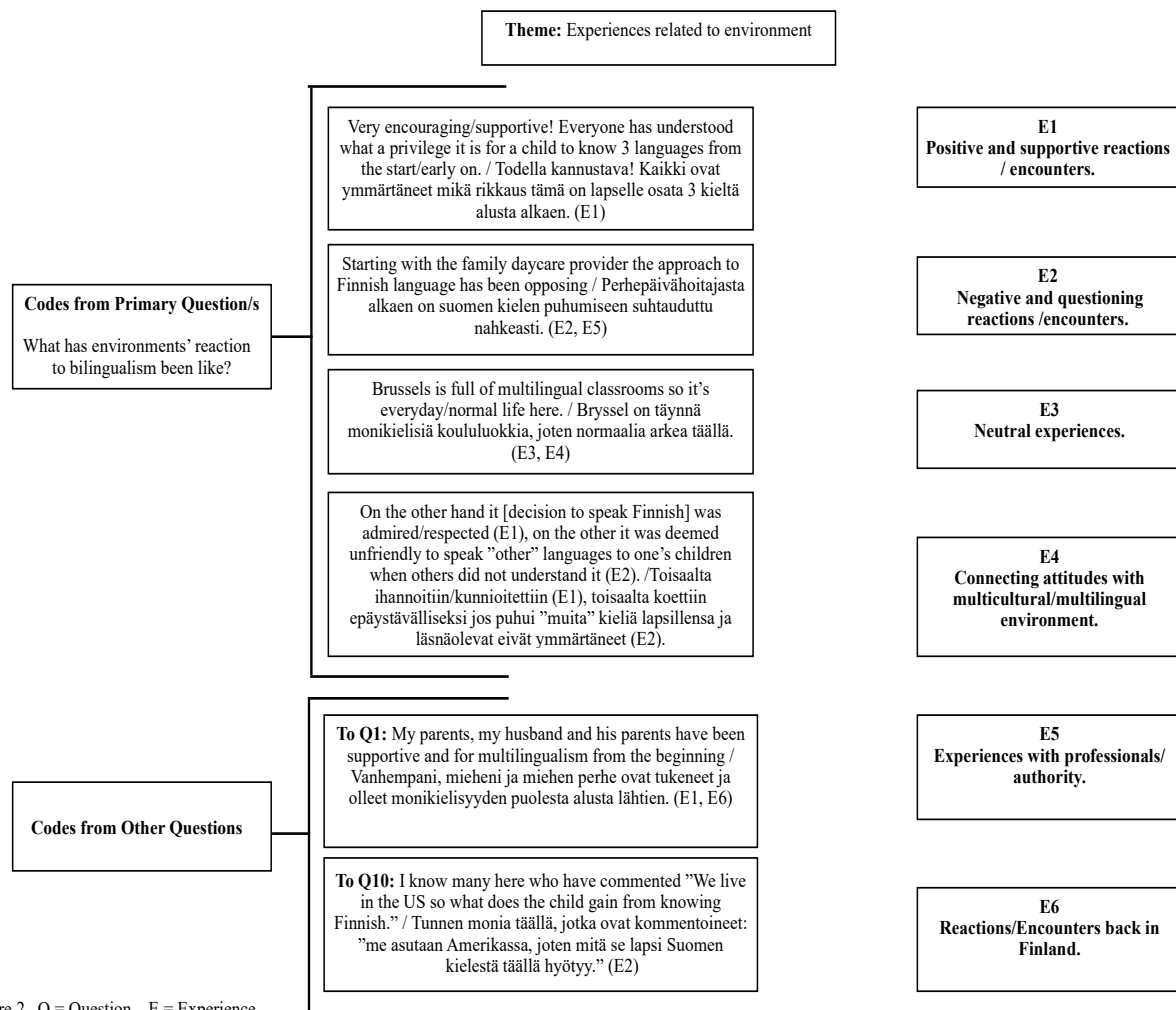 Theme: Experiences related to environment
Codes from Primary Question/s
What has environments’ reaction
to bilingualism been like?
Very encouraging/supportive! Everyone has understood
what a privilege it is for a child to know 3 languages from
the start/early on. / Todella kannustava! Kaikki ovat
ymmärtäneet mikä rikkaus tämä on lapselle osata 3 kieltä
alusta alkaen. (E1)
Starting with the family daycare provider the approach to
Finnish language has been opposing / Perhepäivähoitajasta
alkaen on suomen kielen puhumiseen suhtauduttu
nahkeasti. (E2, E5)
Brussels is full of multilingual classrooms so it’s
everyday/normal life here. / Bryssel on täynnä
monikielisiä koululuokkia, joten normaalia arkea täällä.
(E3, E4)
On the other hand it [decision to speak Finnish] was
admired/respected (E1), on the other it was deemed
unfriendly to speak ”other” languages to one’s children
when others did not understand it (E2). /Toisaalta
ihannoitiin/kunnioitettiin (E1), toisaalta koettiin
epäystävälliseksi jos puhui ”muita” kieliä lapsillensa ja
läsnäolevat eivät ymmärtäneet (E2).
Codes from Other Questions
To Q1: My parents, my husband and his parents have been
supportive and for multilingualism from the beginning /
Vanhempani, mieheni ja miehen perhe ovat tukeneet ja
olleet monikielisyyden puolesta alusta lähtien. (E1, E6)
To Q10: I know many here who have commented ”We live
in the US so what does the child gain from knowing
Finnish.” / Tunnen monia täällä, jotka ovat kommentoineet:
”me asutaan Amerikassa, joten mitä se lapsi Suomen
kielestä täällä hyötyy.” (E2)
E1
Positive and supportive reactions
/ encounters.
E2
Negative and questioning
reactions /encounters.
E3
Neutral experiences.
E4
Connecting attitudes with
multicultural/multilingual
environment.
E5
Experiences with professionals/
authority.
E6
Reactions/Encounters back in
Finland.
re 2. Q = Question E = Experience